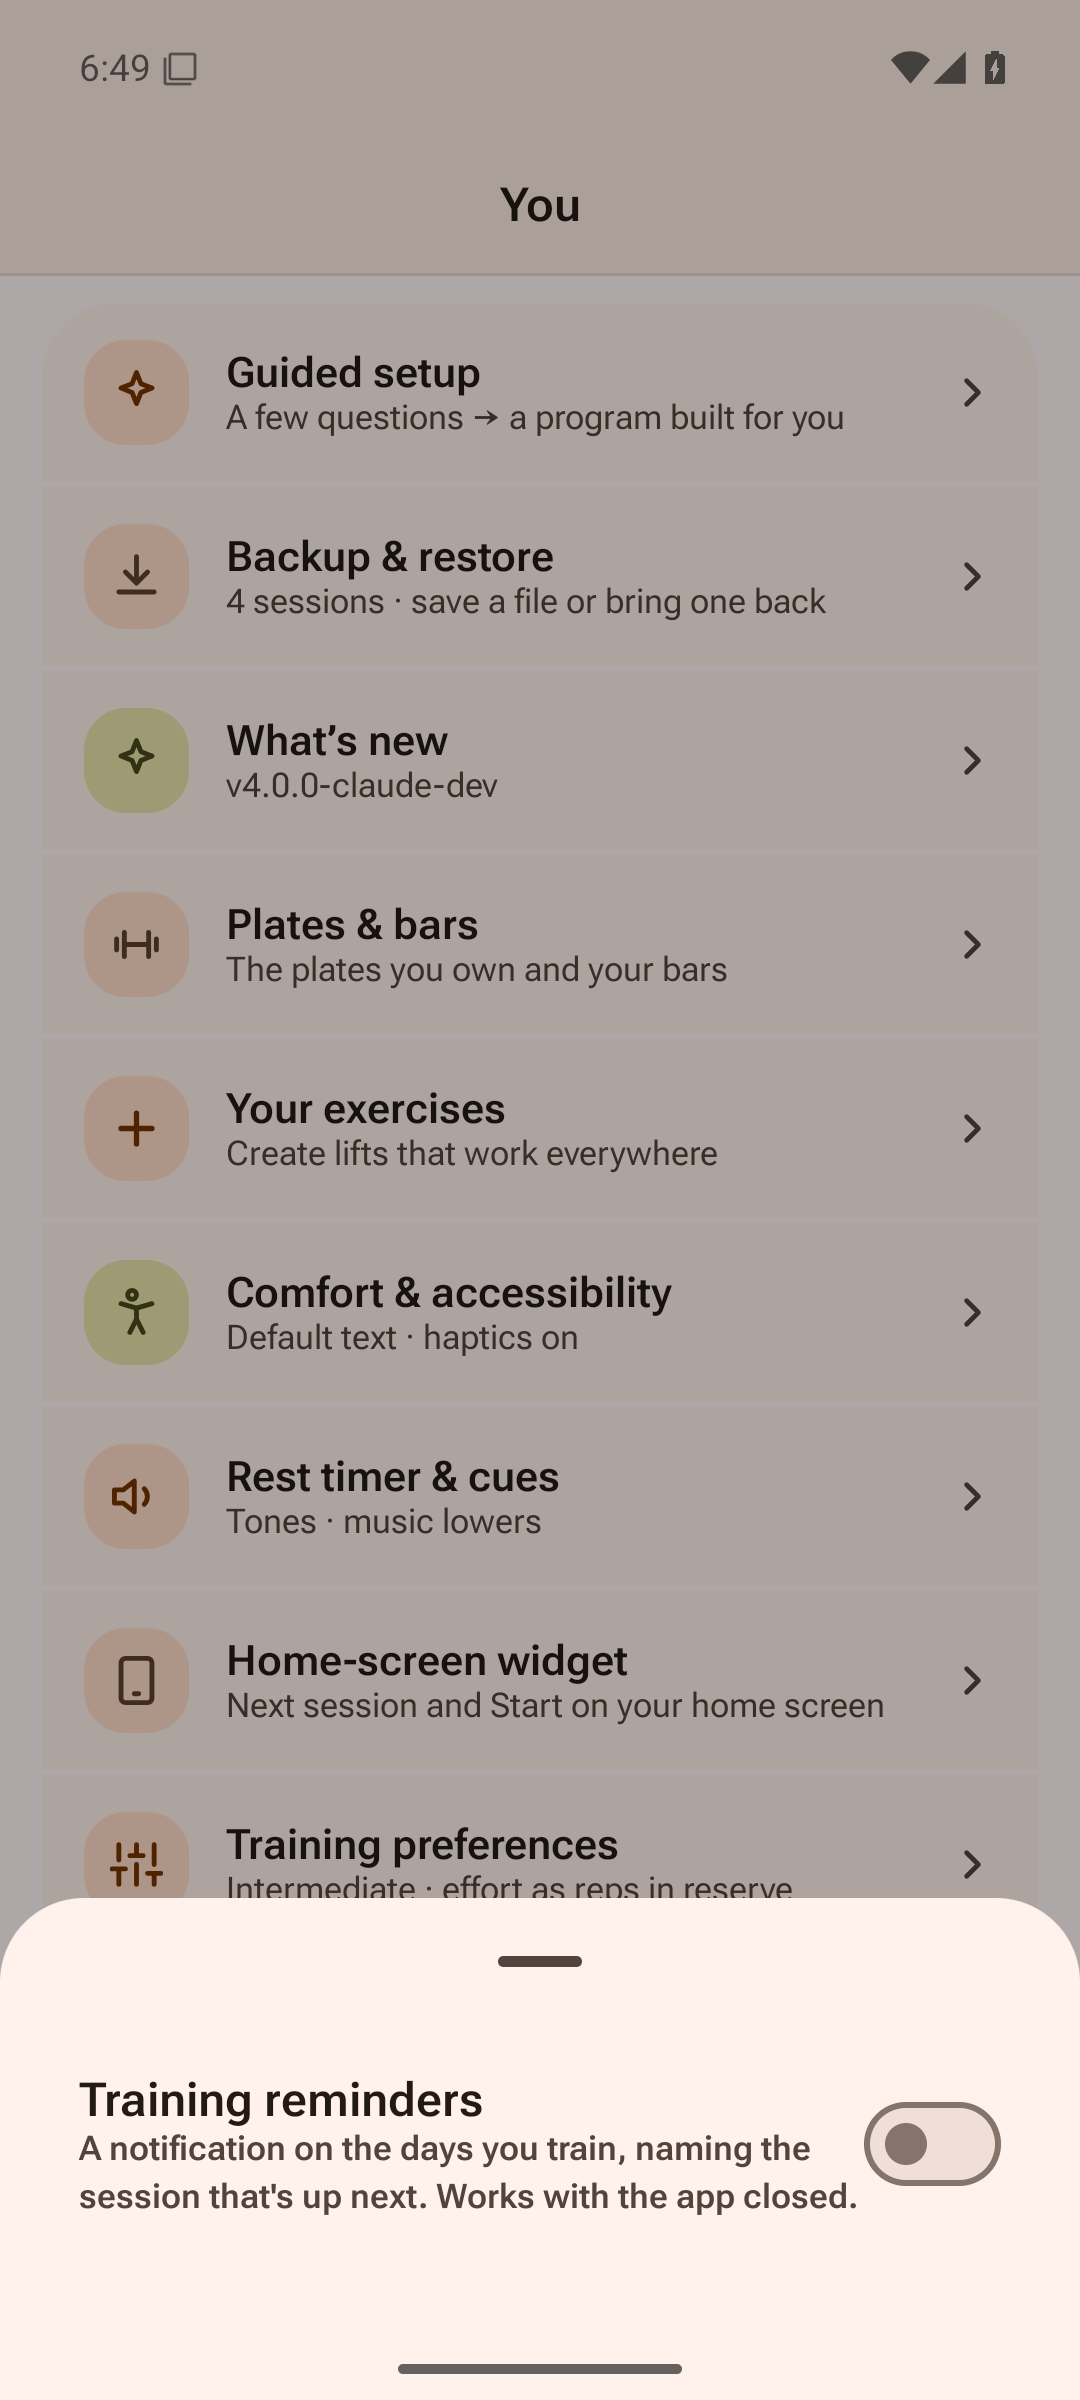 6:49
You
Guided setup
A few questions → a program built for you
Backup & restore
4 sessions · save a file or bring one back
What’s new
v4.0.0-claude-dev
Plates & bars
The plates you own and your bars
Your exercises
Create lifts that work everywhere
Comfort & accessibility
Default text · haptics on
Rest timer & cues
Tones · music lowers
Home-screen widget
Next session and Start on your home screen
Training preferences
Intermediate · effort as reps in reserve
Training reminders
A notification on the days you train, naming the
session that's up next. Works with the app closed.